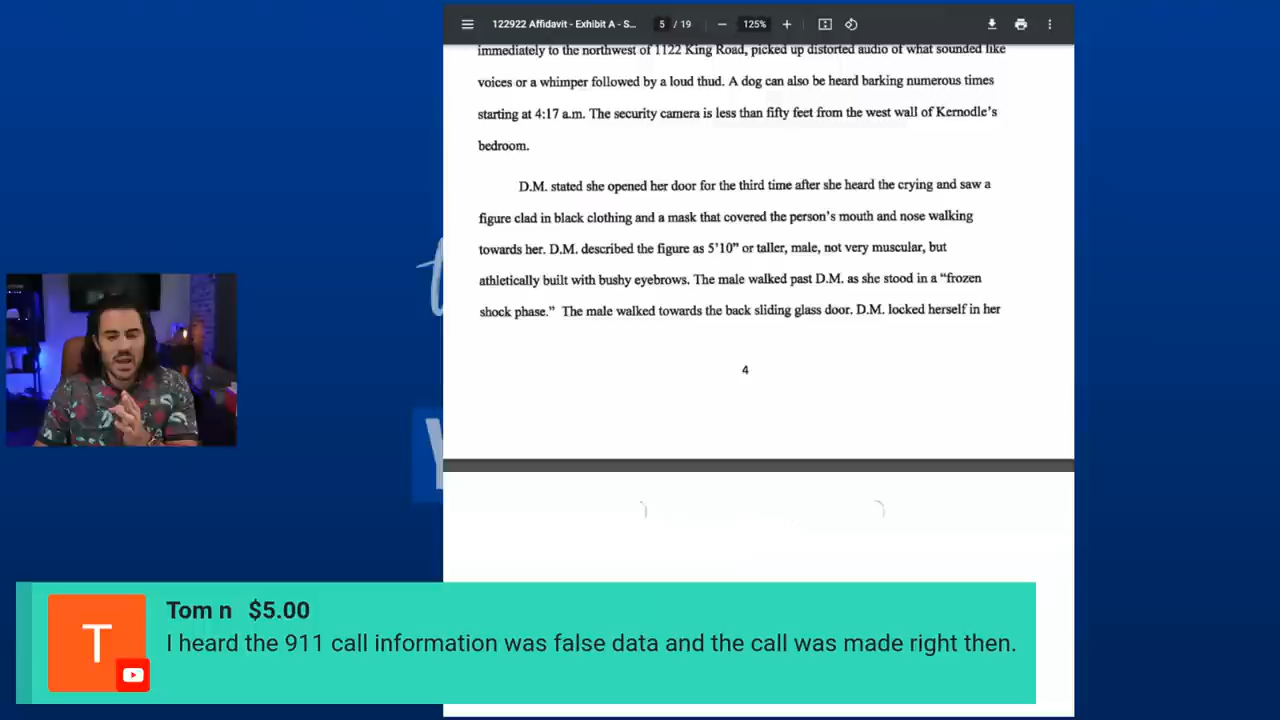 122922 Affidavit - Exhibit A - S...
5 / 19
125%
immediately to the northwest of 1122 King Road, picked up distorted audio of what sounded like
voices or a whimper followed by a loud thud. A dog can also be heard barking numerous times
starting at 4:17 a.m. The security camera is less than fifty feet from the west wall of Kernodle's
bedroom.
D.M. stated she opened her door for the third time after she heard the crying and saw a
figure clad in black clothing and a mask that covered the person's mouth and nose walking
towards her. D.M. described the figure as 5'10" or taller, male, not very muscular, but
athletically built with bushy eyebrows. The male walked past D.M. as she stood in a "frozen
shock phase." The male walked towards the back sliding glass door. D.M. locked herself in her
4
T
Tom n $5.00
I heard the 911 call information was false data and the call was made right then.